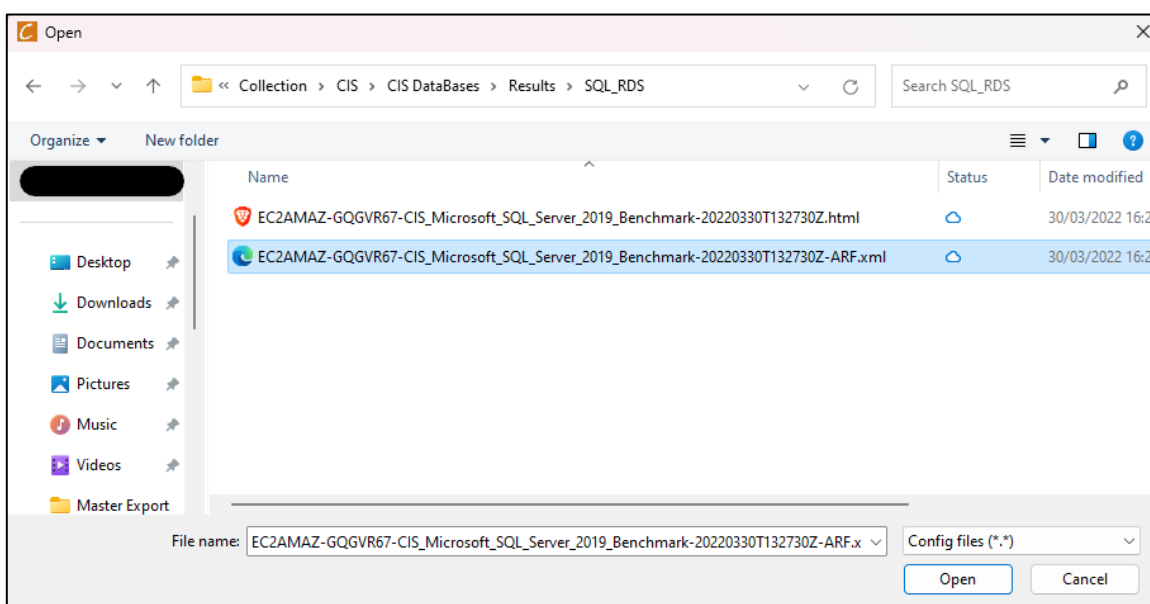 Open
« Collection > CIS > CIS DataBases > Results > SQL_RDS
Search SQL_RDS
Organize New folder
Name Status Date modified
EC2AMAZ-GQGVR67-CIS_Microsoft_SQL_Server_2019_Benchmark-20220330T132730Z.html 30/03/2022 16:2
EC2AMAZ-GQGVR67-CIS_Microsoft_SQL_Server_2019_Benchmark-20220330T132730Z-ARF.xml 30/03/2022 16:2
Desktop
Downloads
Documents
Pictures
Music
Videos
Master Export
File name: EC2AMAZ-GQGVR67-CIS_Microsoft_SQL_Server_2019_Benchmark-20220330T132730Z-ARF.x Config files (*.*)
Open Cancel